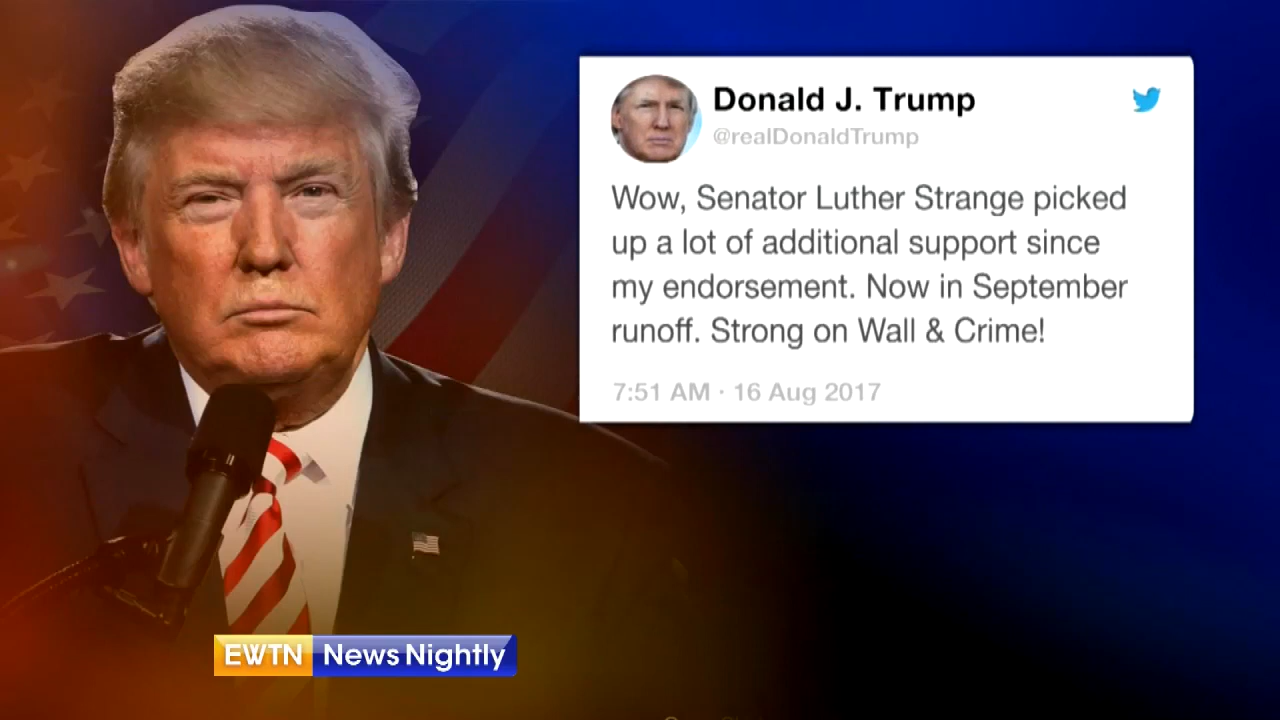 Donald J. Trump
@realDonaldTrump
Wow, Senator Luther Strange picked
up a lot of additional support since
my endorsement. Now in September
runoff. Strong on Wall & Crime!
7:51 AM · 16 Aug 2017
EWTN News Nightly